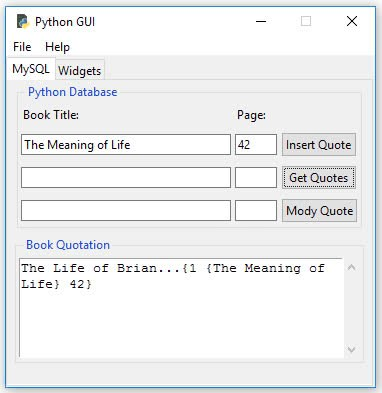 Python GUI
File Help
MySQL Widgets
Python Database
Book Title: Page:
The Meaning of Life 42 Insert Quote
Get Quotes
Mody Quote
Book Quotation
The Life of Brian...{1 {The Meaning of
Life} 42}